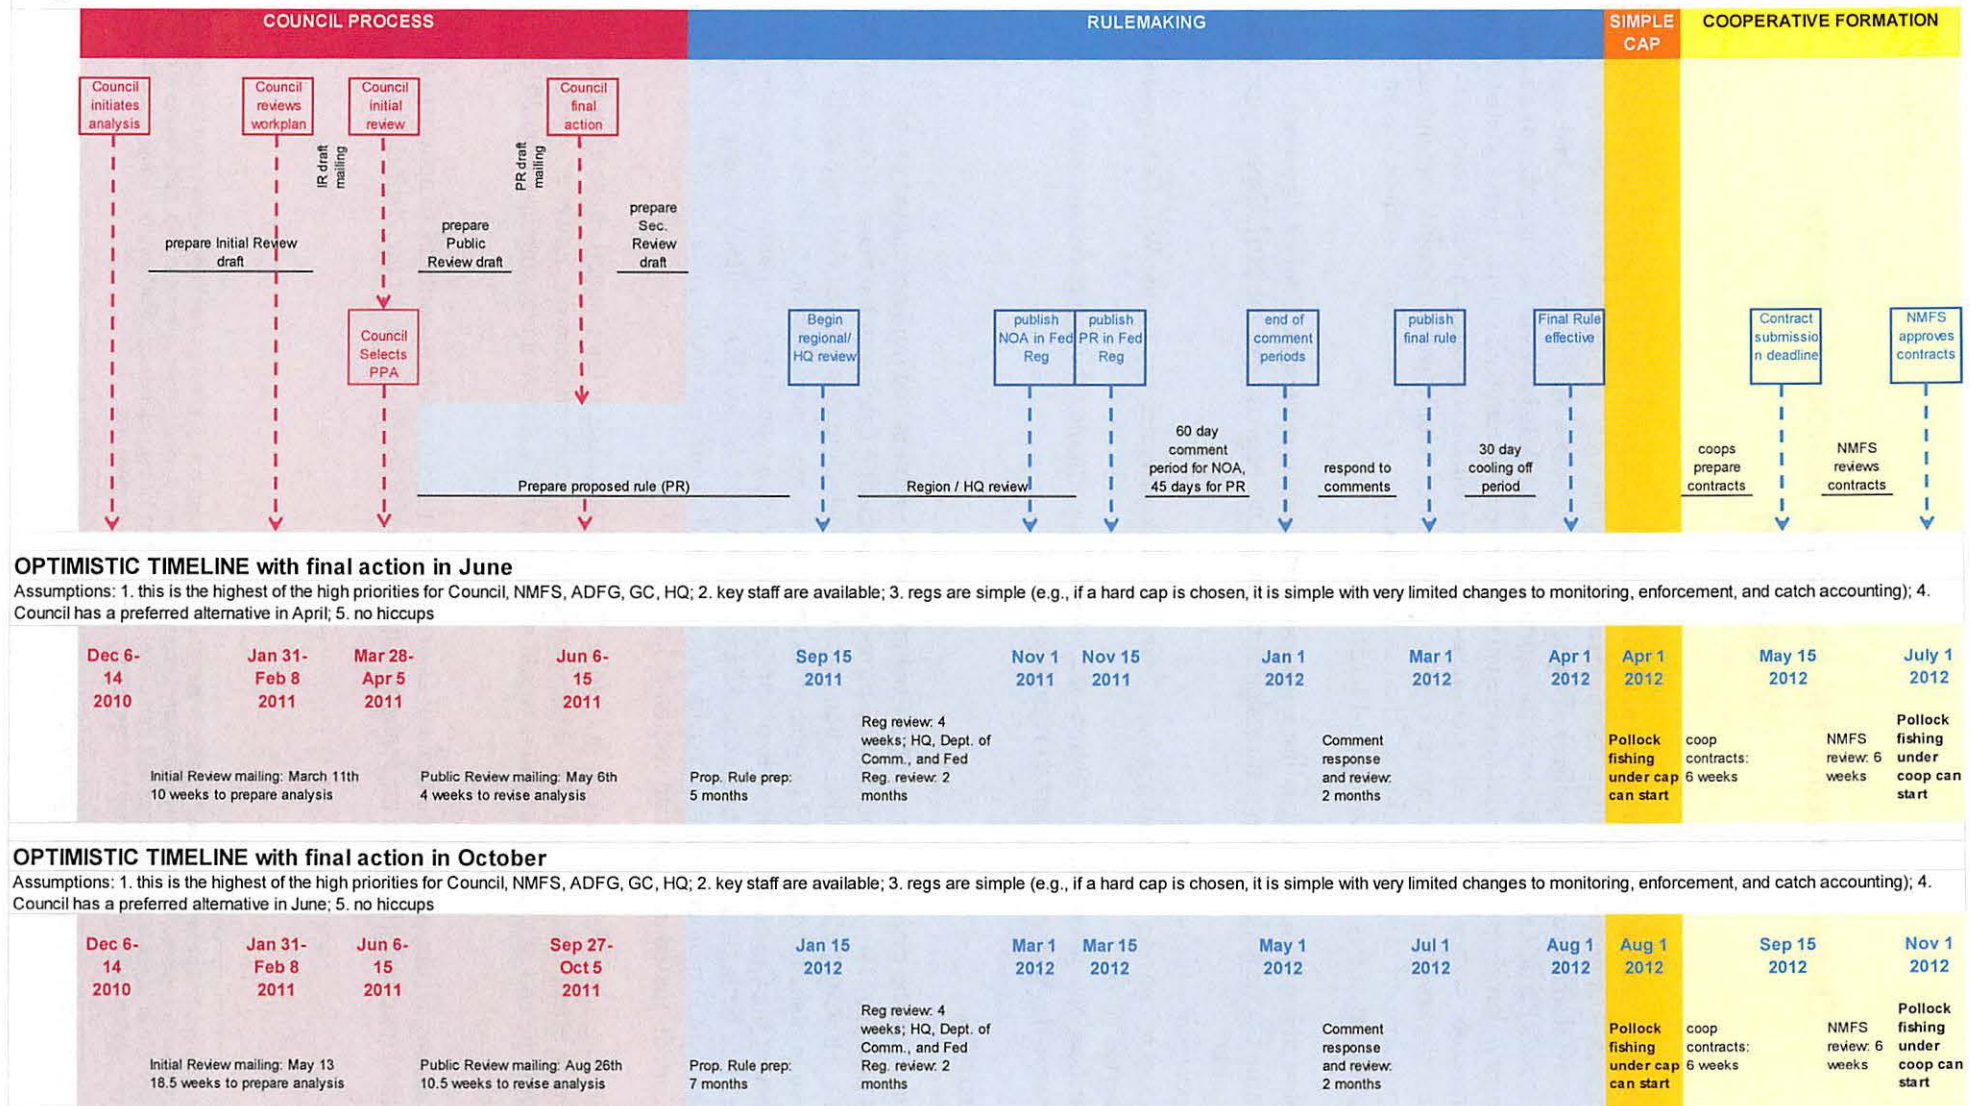 COUNCIL PROCESS
RULEMAKING
SIMPLE
CAP
COOPERATIVE FORMATION
Council
initiates
analysis
Council
reviews
workplan
Council
initial
review
Council
final
action
IR draft
mailing
PR draft
mailing
prepare Initial Review
draft
prepare
Public
Review draft
prepare
Sec.
Review
draft
Council
Selects
PPA
Begin
regional/
HQ review
publish
NOA in Fed
Reg
publish
PR in Fed
Reg
end of
comment
periods
publish
final rule
Final Rule
effective
Contract
submissio
n deadline
NMFS
approves
contracts
Prepare proposed rule (PR)
Region / HQ review
60 day
comment
period for NOA,
45 days for PR
respond to
comments
30 day
cooling off
period
coops
prepare
contracts
NMFS
reviews
contracts
OPTIMISTIC TIMELINE with final action in June
Assumptions: 1. this is the highest of the high priorities for Council, NMFS, ADFG, GC, HQ; 2. key staff are available; 3. regs are simple (e.g., if a hard cap is chosen, it is simple with very limited changes to monitoring, enforcement, and catch accounting); 4.
Council has a preferred alternative in April; 5. no hiccups
Dec 6-
14
2010
Jan 31-
Feb 8
2011
Mar 28-
Apr 5
2011
Jun 6-
15
2011
Sep 15
2011
Nov 1
2011
Nov 15
2011
Jan 1
2012
Mar 1
2012
Apr 1
2012
Apr 1
2012
May 15
2012
July 1
2012
Initial Review mailing: March 11th
10 weeks to prepare analysis
Public Review mailing: May 6th
4 weeks to revise analysis
Prop. Rule prep:
5 months
Reg review: 4
weeks; HQ, Dept. of
Comm., and Fed
Reg. review: 2
months
Comment
response
and review:
2 months
Pollock
fishing
under cap
can start
coop
contracts:
6 weeks
NMFS
review: 6
weeks
Pollock
fishing
under
coop can
start
OPTIMISTIC TIMELINE with final action in October
Assumptions: 1. this is the highest of the high priorities for Council, NMFS, ADFG, GC, HQ; 2. key staff are available; 3. regs are simple (e.g., if a hard cap is chosen, it is simple with very limited changes to monitoring, enforcement, and catch accounting); 4.
Council has a preferred alternative in June; 5. no hiccups
Dec 6-
14
2010
Jan 31-
Feb 8
2011
Jun 6-
15
2011
Sep 27-
Oct 5
2011
Jan 15
2012
Mar 1
2012
Mar 15
2012
May 1
2012
Jul 1
2012
Aug 1
2012
Aug 1
2012
Sep 15
2012
Nov 1
2012
Initial Review mailing: May 13
18.5 weeks to prepare analysis
Public Review mailing: Aug 26th
10.5 weeks to revise analysis
Prop. Rule prep:
7 months
Reg review: 4
weeks; HQ, Dept. of
Comm., and Fed
Reg. review: 2
months
Comment
response
and review:
2 months
Pollock
fishing
under cap
can start
coop
contracts:
6 weeks
NMFS
review: 6
weeks
Pollock
fishing
under
coop can
start